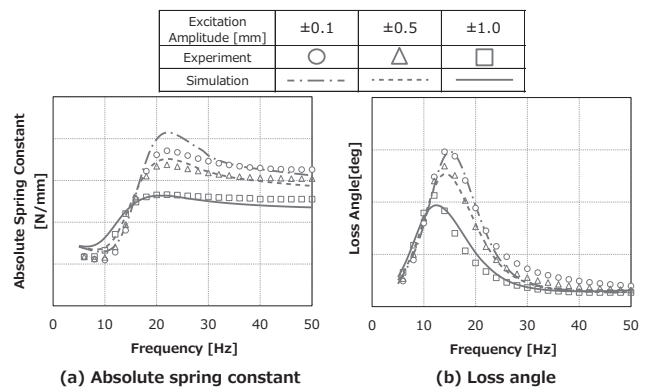 Excitation
Amplitude [mm]
±0.1
±0.5
±1.0
Experiment
Simulation
Absolute Spring Constant
[N/mm]
0
10
20
30
40
50
Frequency [Hz]
(a) Absolute spring constant
Loss Angle[deg]
0
10
20
30
40
50
Frequency [Hz]
(b) Loss angle